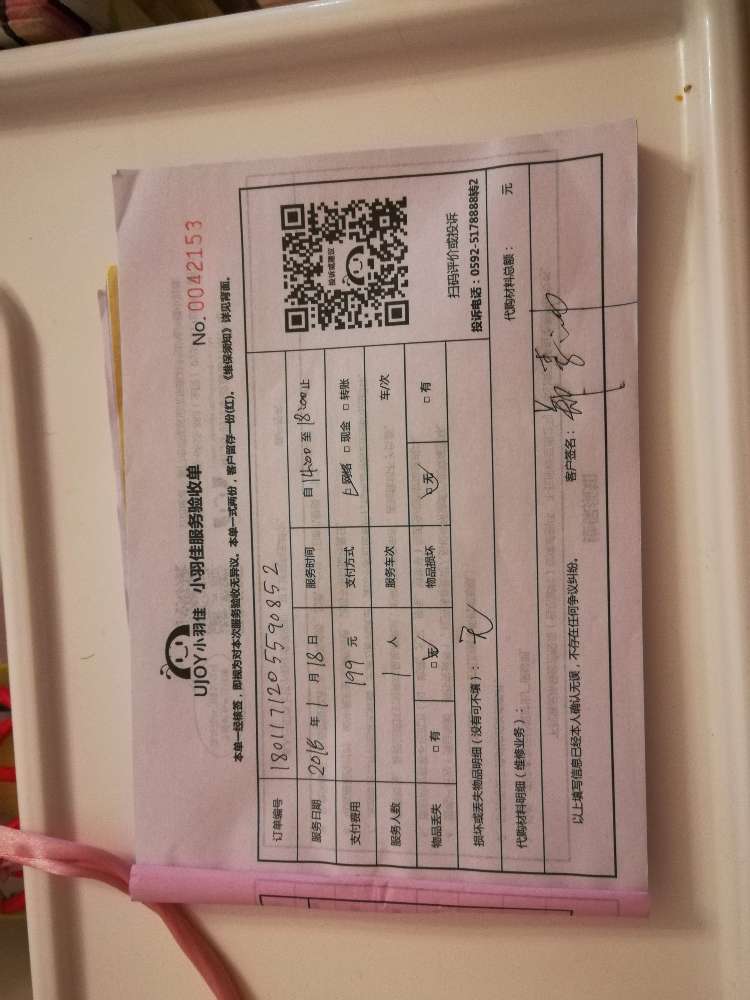 UJOY小羽佳 小羽佳服务验收单 No. 0042153
本单一经核签，即视为对本次服务验收无异议。本单一式两份，客户留存一份(红)。《维保须知》详见背面。
订单编号 1801171205590852
服务日期 2018 年 1 月 18 日 服务时间 自 14:00 至 18:00 止
支付费用 199 元 支付方式 □网络 □现金 □转账
服务人数 1 人 服务车次 车/次
物品丢失 □有 □无 物品损坏 □无 □有
投诉或建议
扫码评价或投诉
投诉电话：0592-5178888转2
损坏或丢失物品明细（没有可不填）：无
代购材料明细（维修业务）： 代购材料总额： 元
以上填写信息已经本人确认无误，不存在任何争议纠纷。 客户签名：